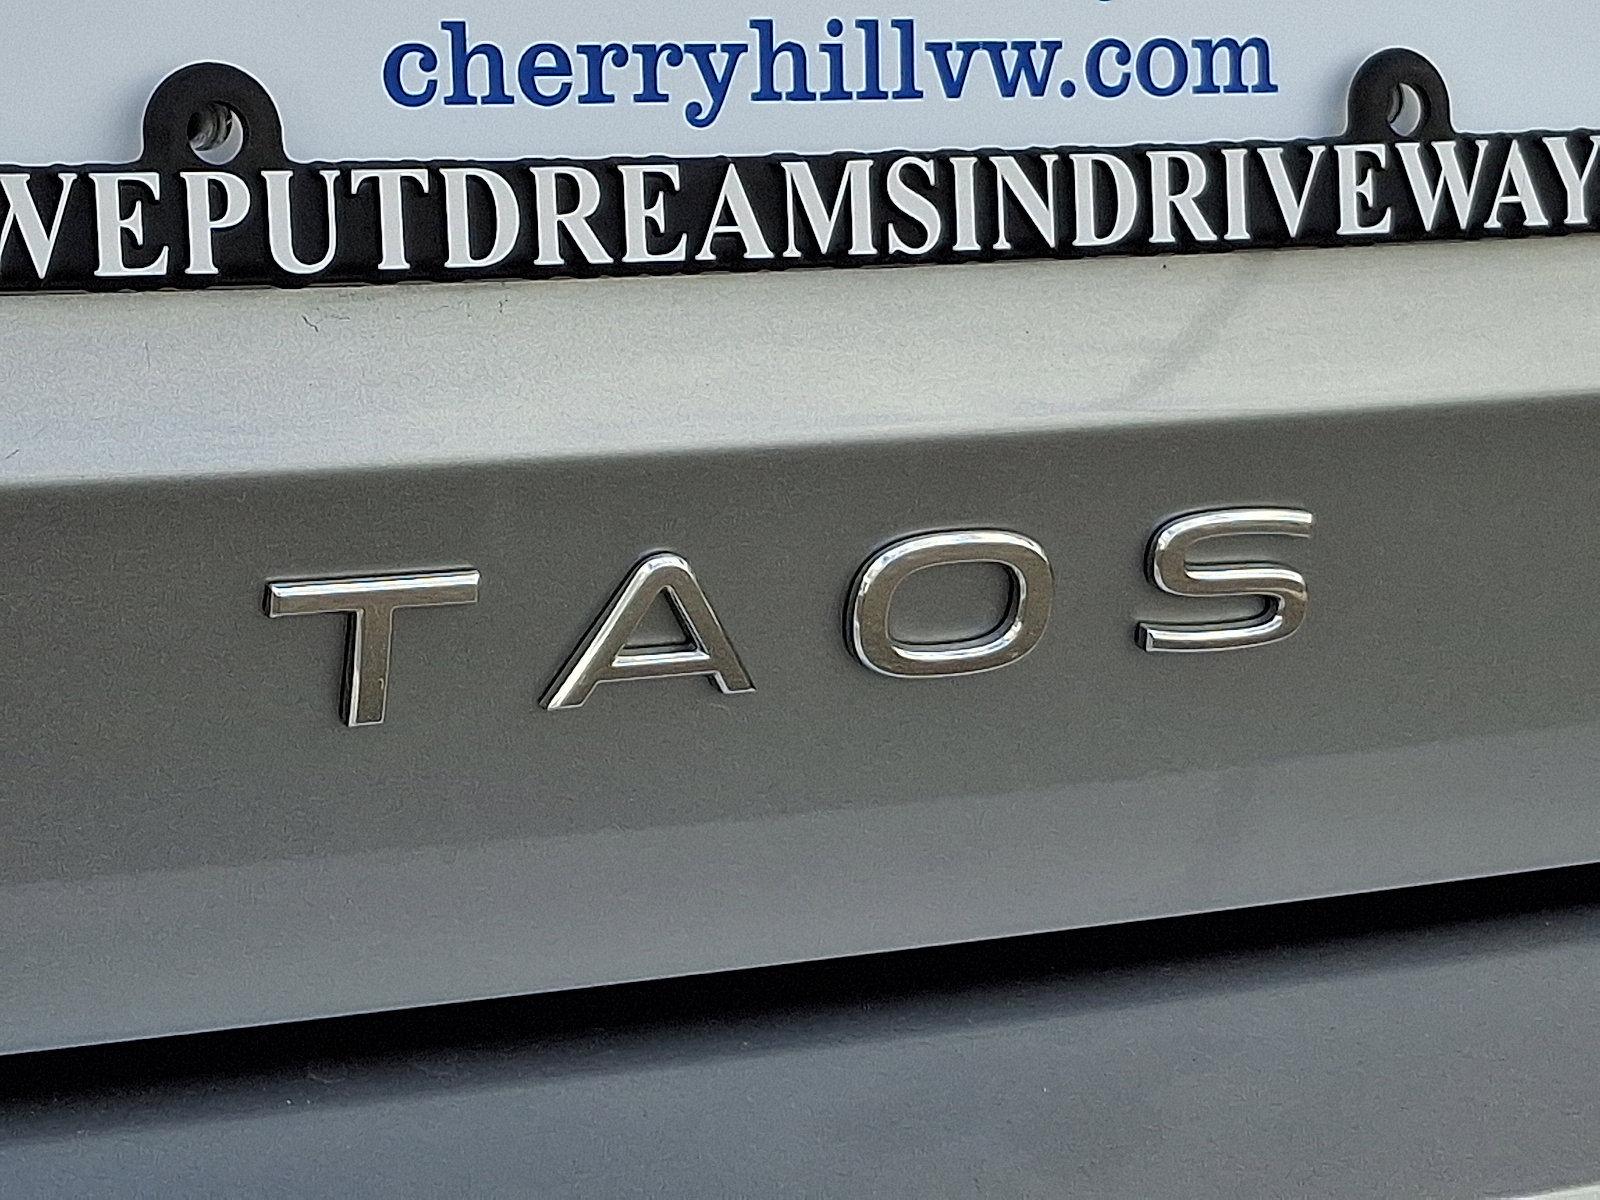 cherryhillvw.com
WEPUTDREAMSINDRIVEWAY
TAOS